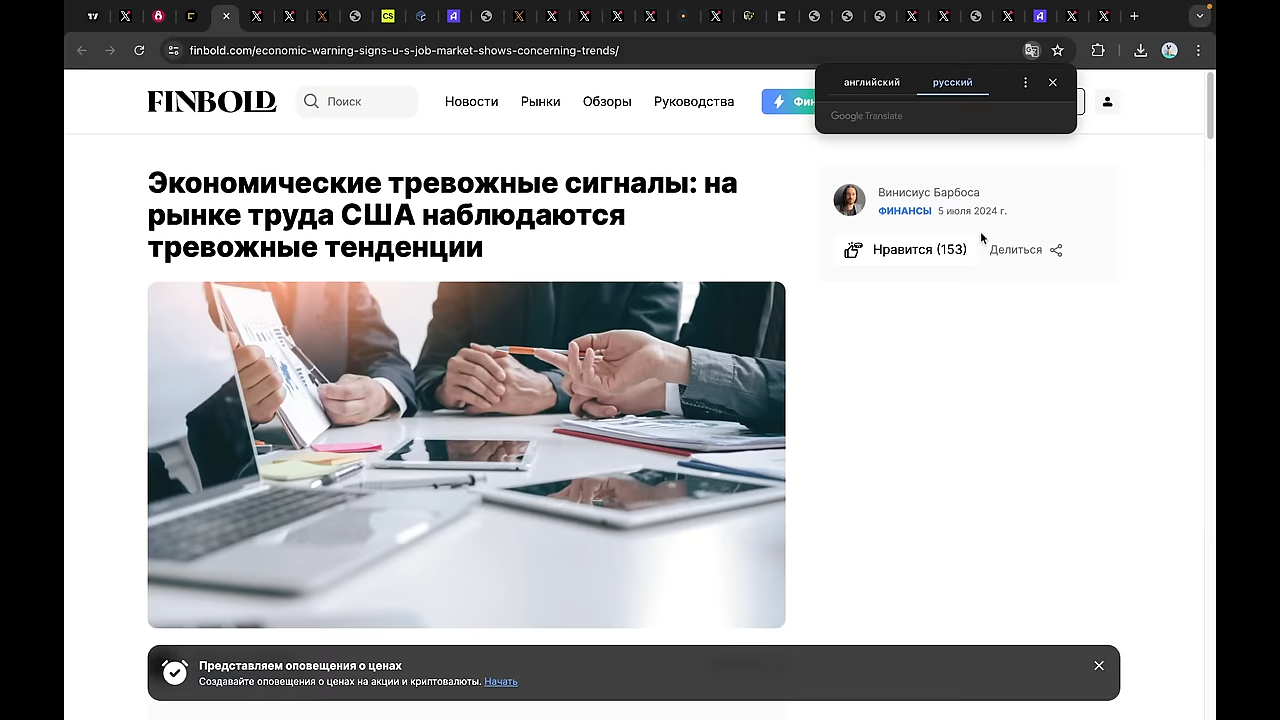 CS
finbold.com/economic-warning-signs-u-s-job-market-shows-concerning-trends/
английский
русский
Google Translate
FINBOLD
Поиск
Новости
Рынки
Обзоры
Руководства
Фин
Экономические тревожные сигналы: на
рынке труда США наблюдаются
тревожные тенденции
Винисиус Барбоса
ФИНАНСЫ 5 июля 2024 г.
Нравится (153)
Делиться
Представляем оповещения о ценах
Создавайте оповещения о ценах на акции и криптовалюты. Начать